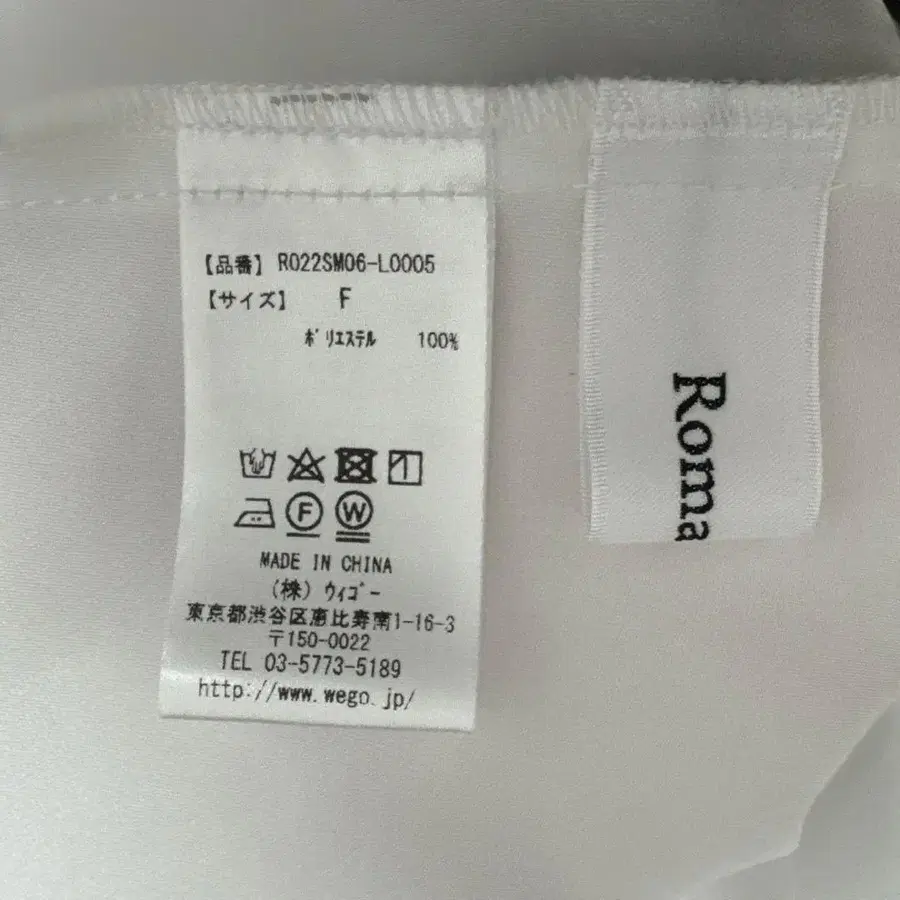 【品番】 R022SM06-L0005
【サイズ】 F
ポリエステル 100%
F W
MADE IN CHINA
(株) ウィゴー
東京都渋谷区恵比寿南1-16-3
〒150-0022
TEL 03-5773-5189
http://www.wego.jp/
Roma